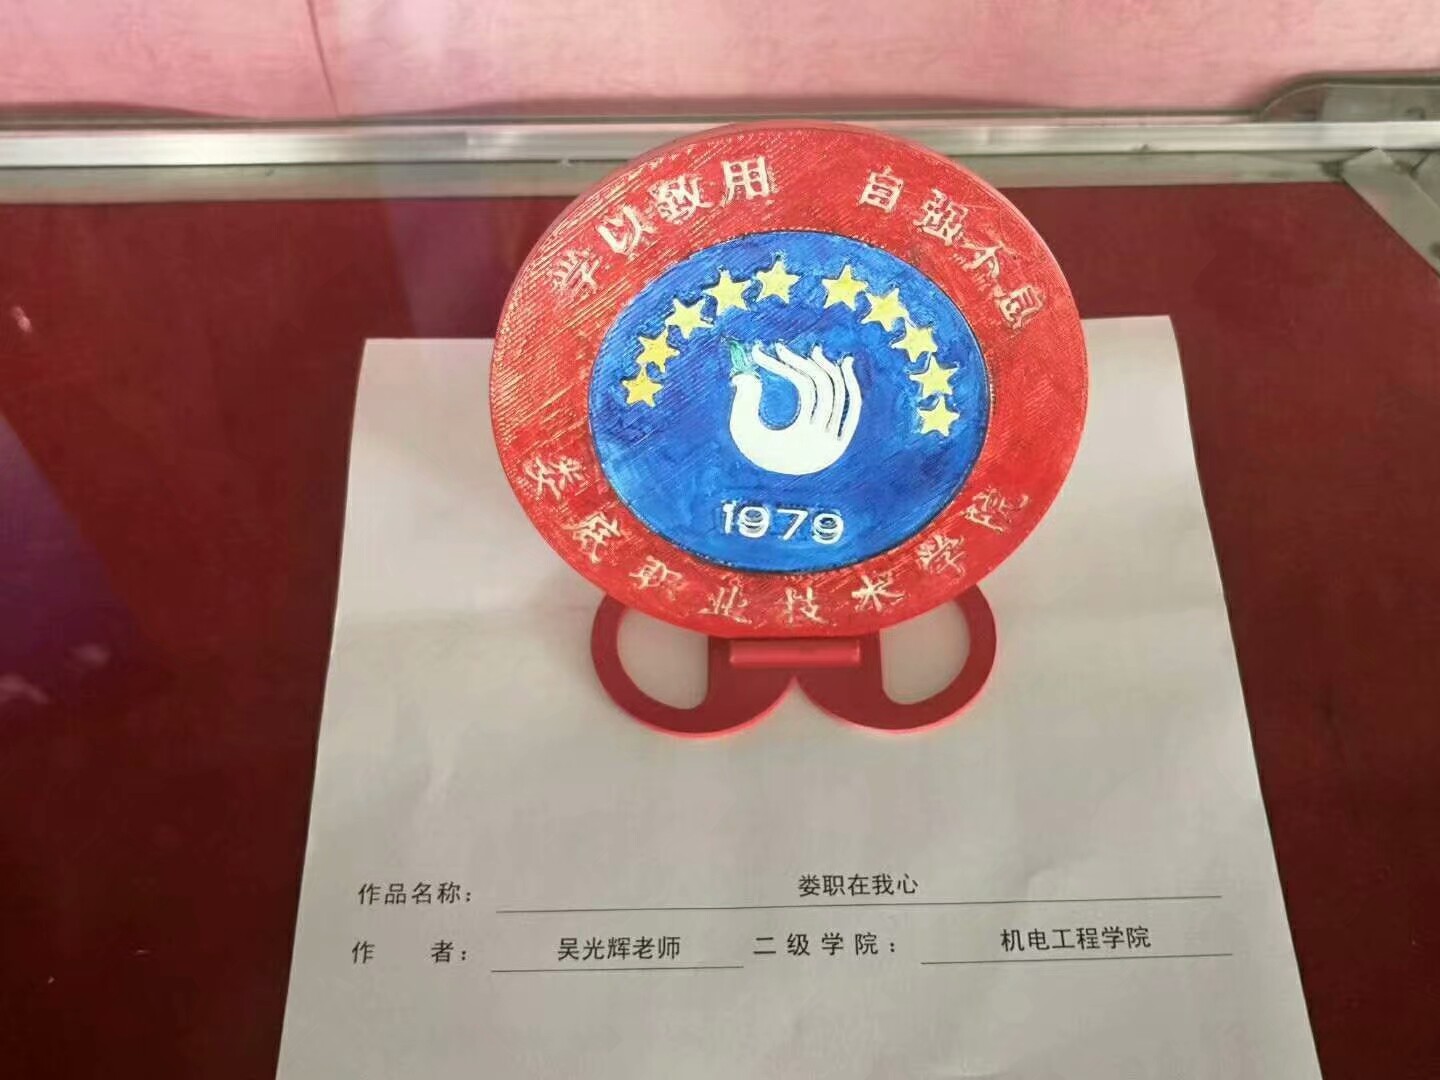 学以致用 自强不息
1979
娄底职业技术学院
作品名称： 娄职在我心
作 者： 吴光辉老师 二级学院： 机电工程学院